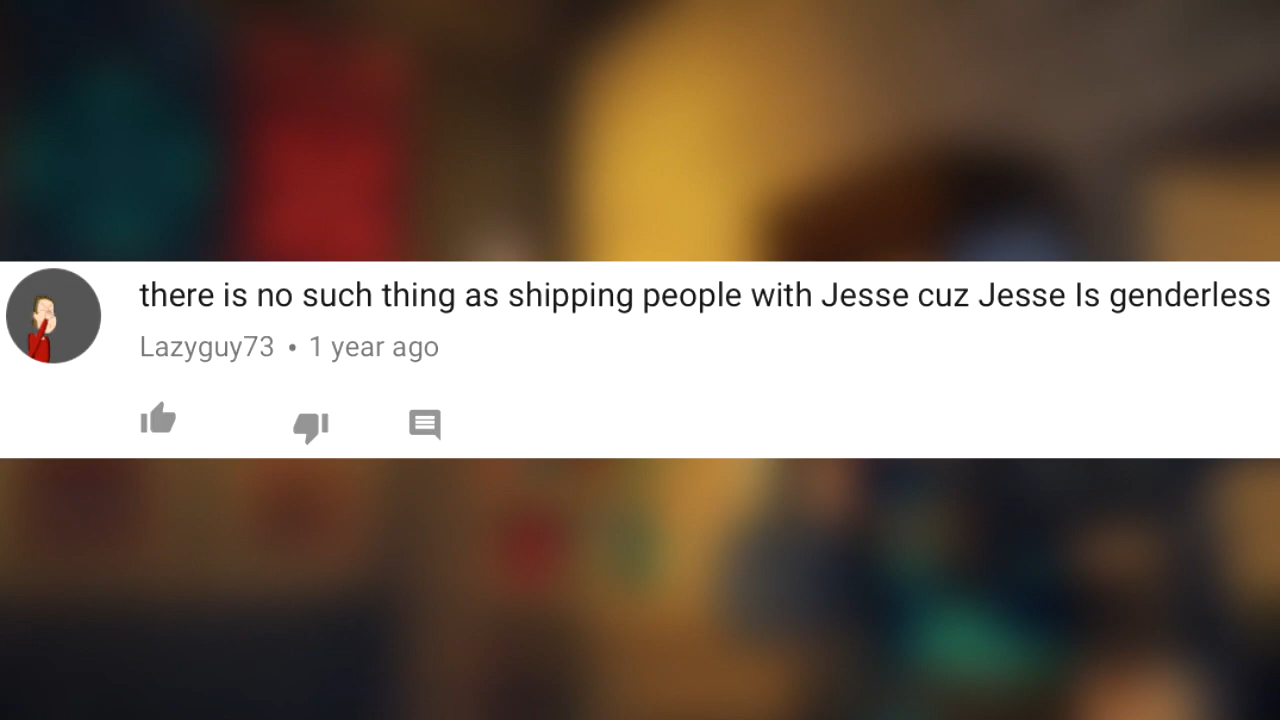 there is no such thing as shipping people with Jesse cuz Jesse Is genderless
Lazyguy73 • 1 year ago